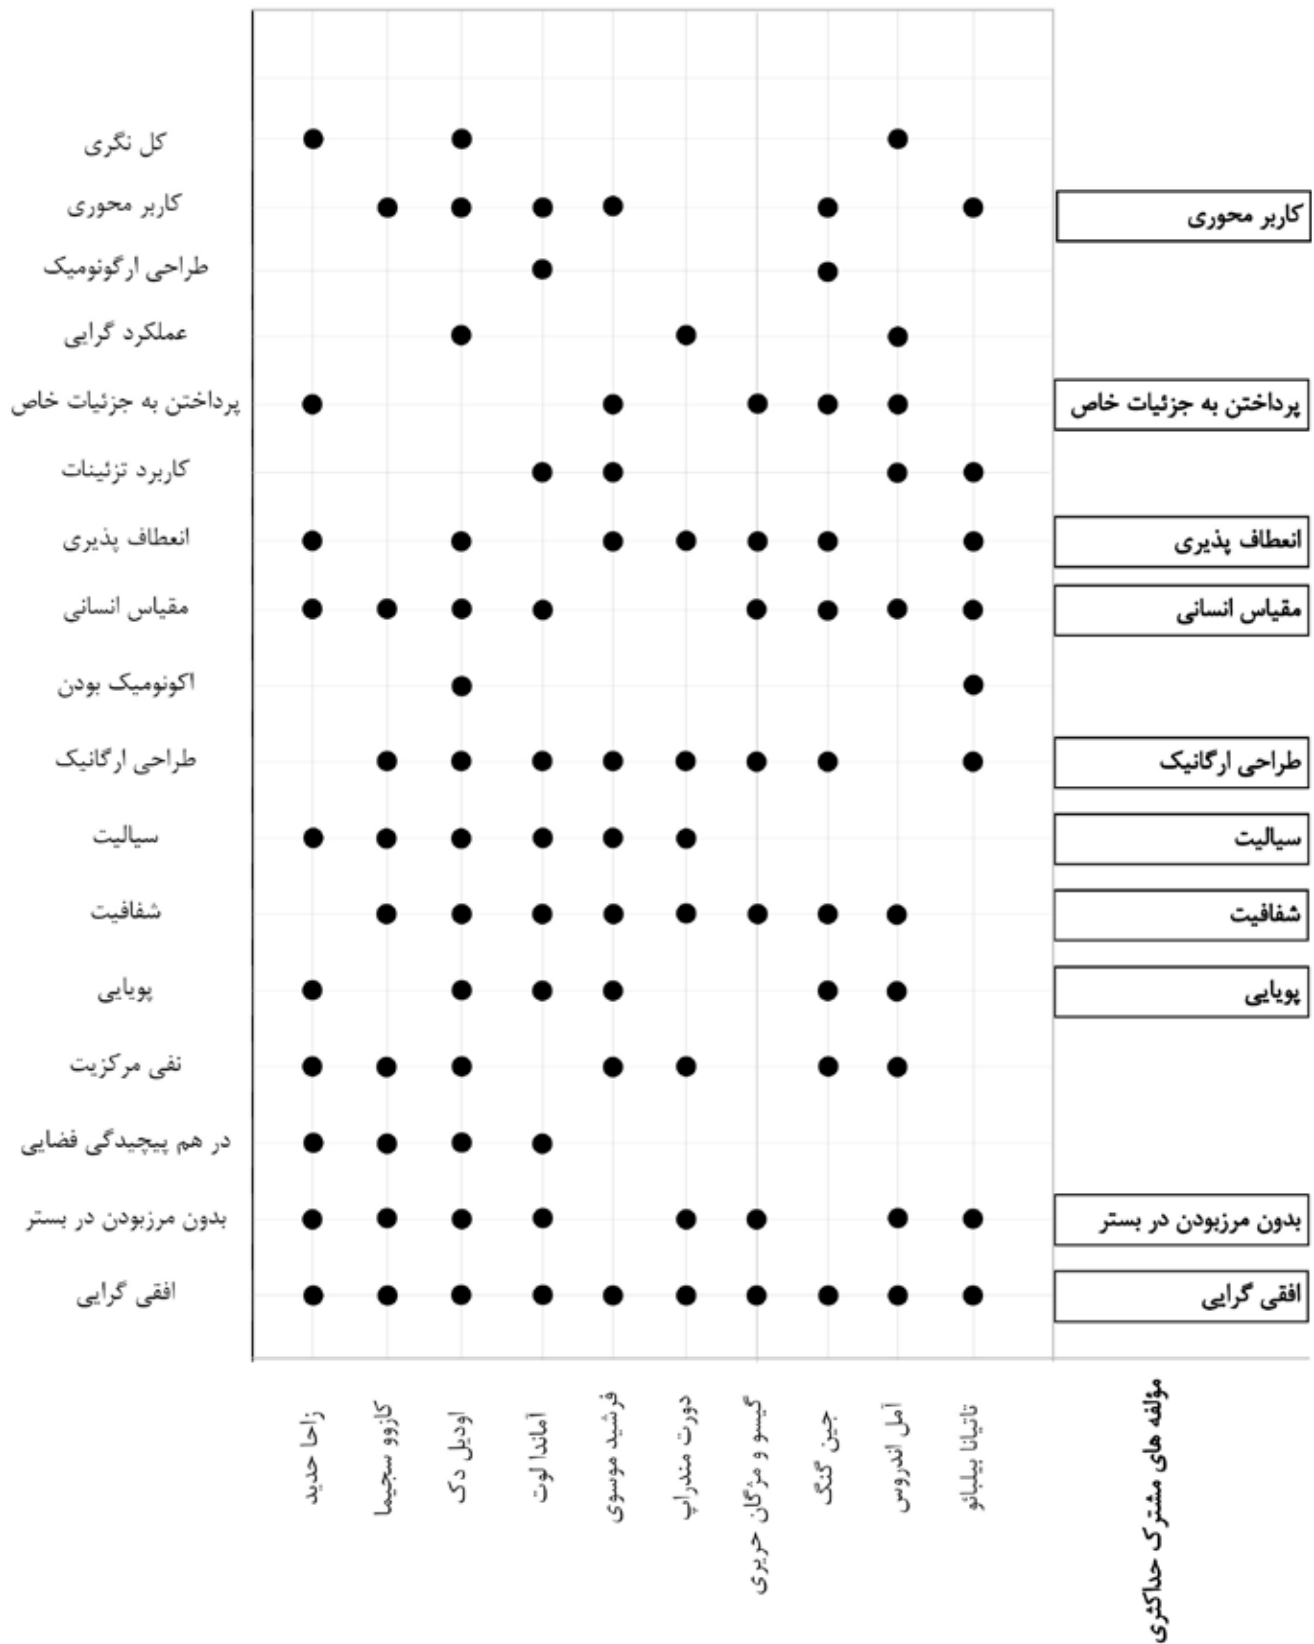 کل نگری
کاربر محوری
کاربر محوری
طراحی ارگونومیک
عملکرد گرایی
پرداختن به جزئیات خاص
پرداختن به جزئیات خاص
کاربرد تزئینات
انعطاف پذیری
انعطاف پذیری
مقیاس انسانی
مقیاس انسانی
اکونومیک بودن
طراحی ارگانیک
طراحی ارگانیک
سیالیت
سیالیت
شفافیت
شفافیت
پویایی
پویایی
نفی مرکزیت
در هم پیچیدگی فضایی
بدون مرزبودن در بستر
بدون مرزبودن در بستر
افقی گرایی
افقی گرایی
زاحا حدید
کازوو سجیما
اودیل دک
آماندا لوت
فرشید موسوی
دورت مندراپ
گیسو و مژگان حریری
جین گنگ
آمل اندروس
تاتیانا بیلبائو
مؤلفه های مشترک حداکثری